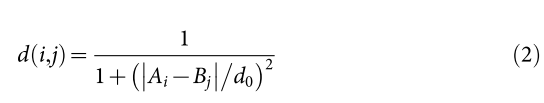 d(i,j) = 1 / (1 + (|A_i − B_j|/d_0)^2) (2)